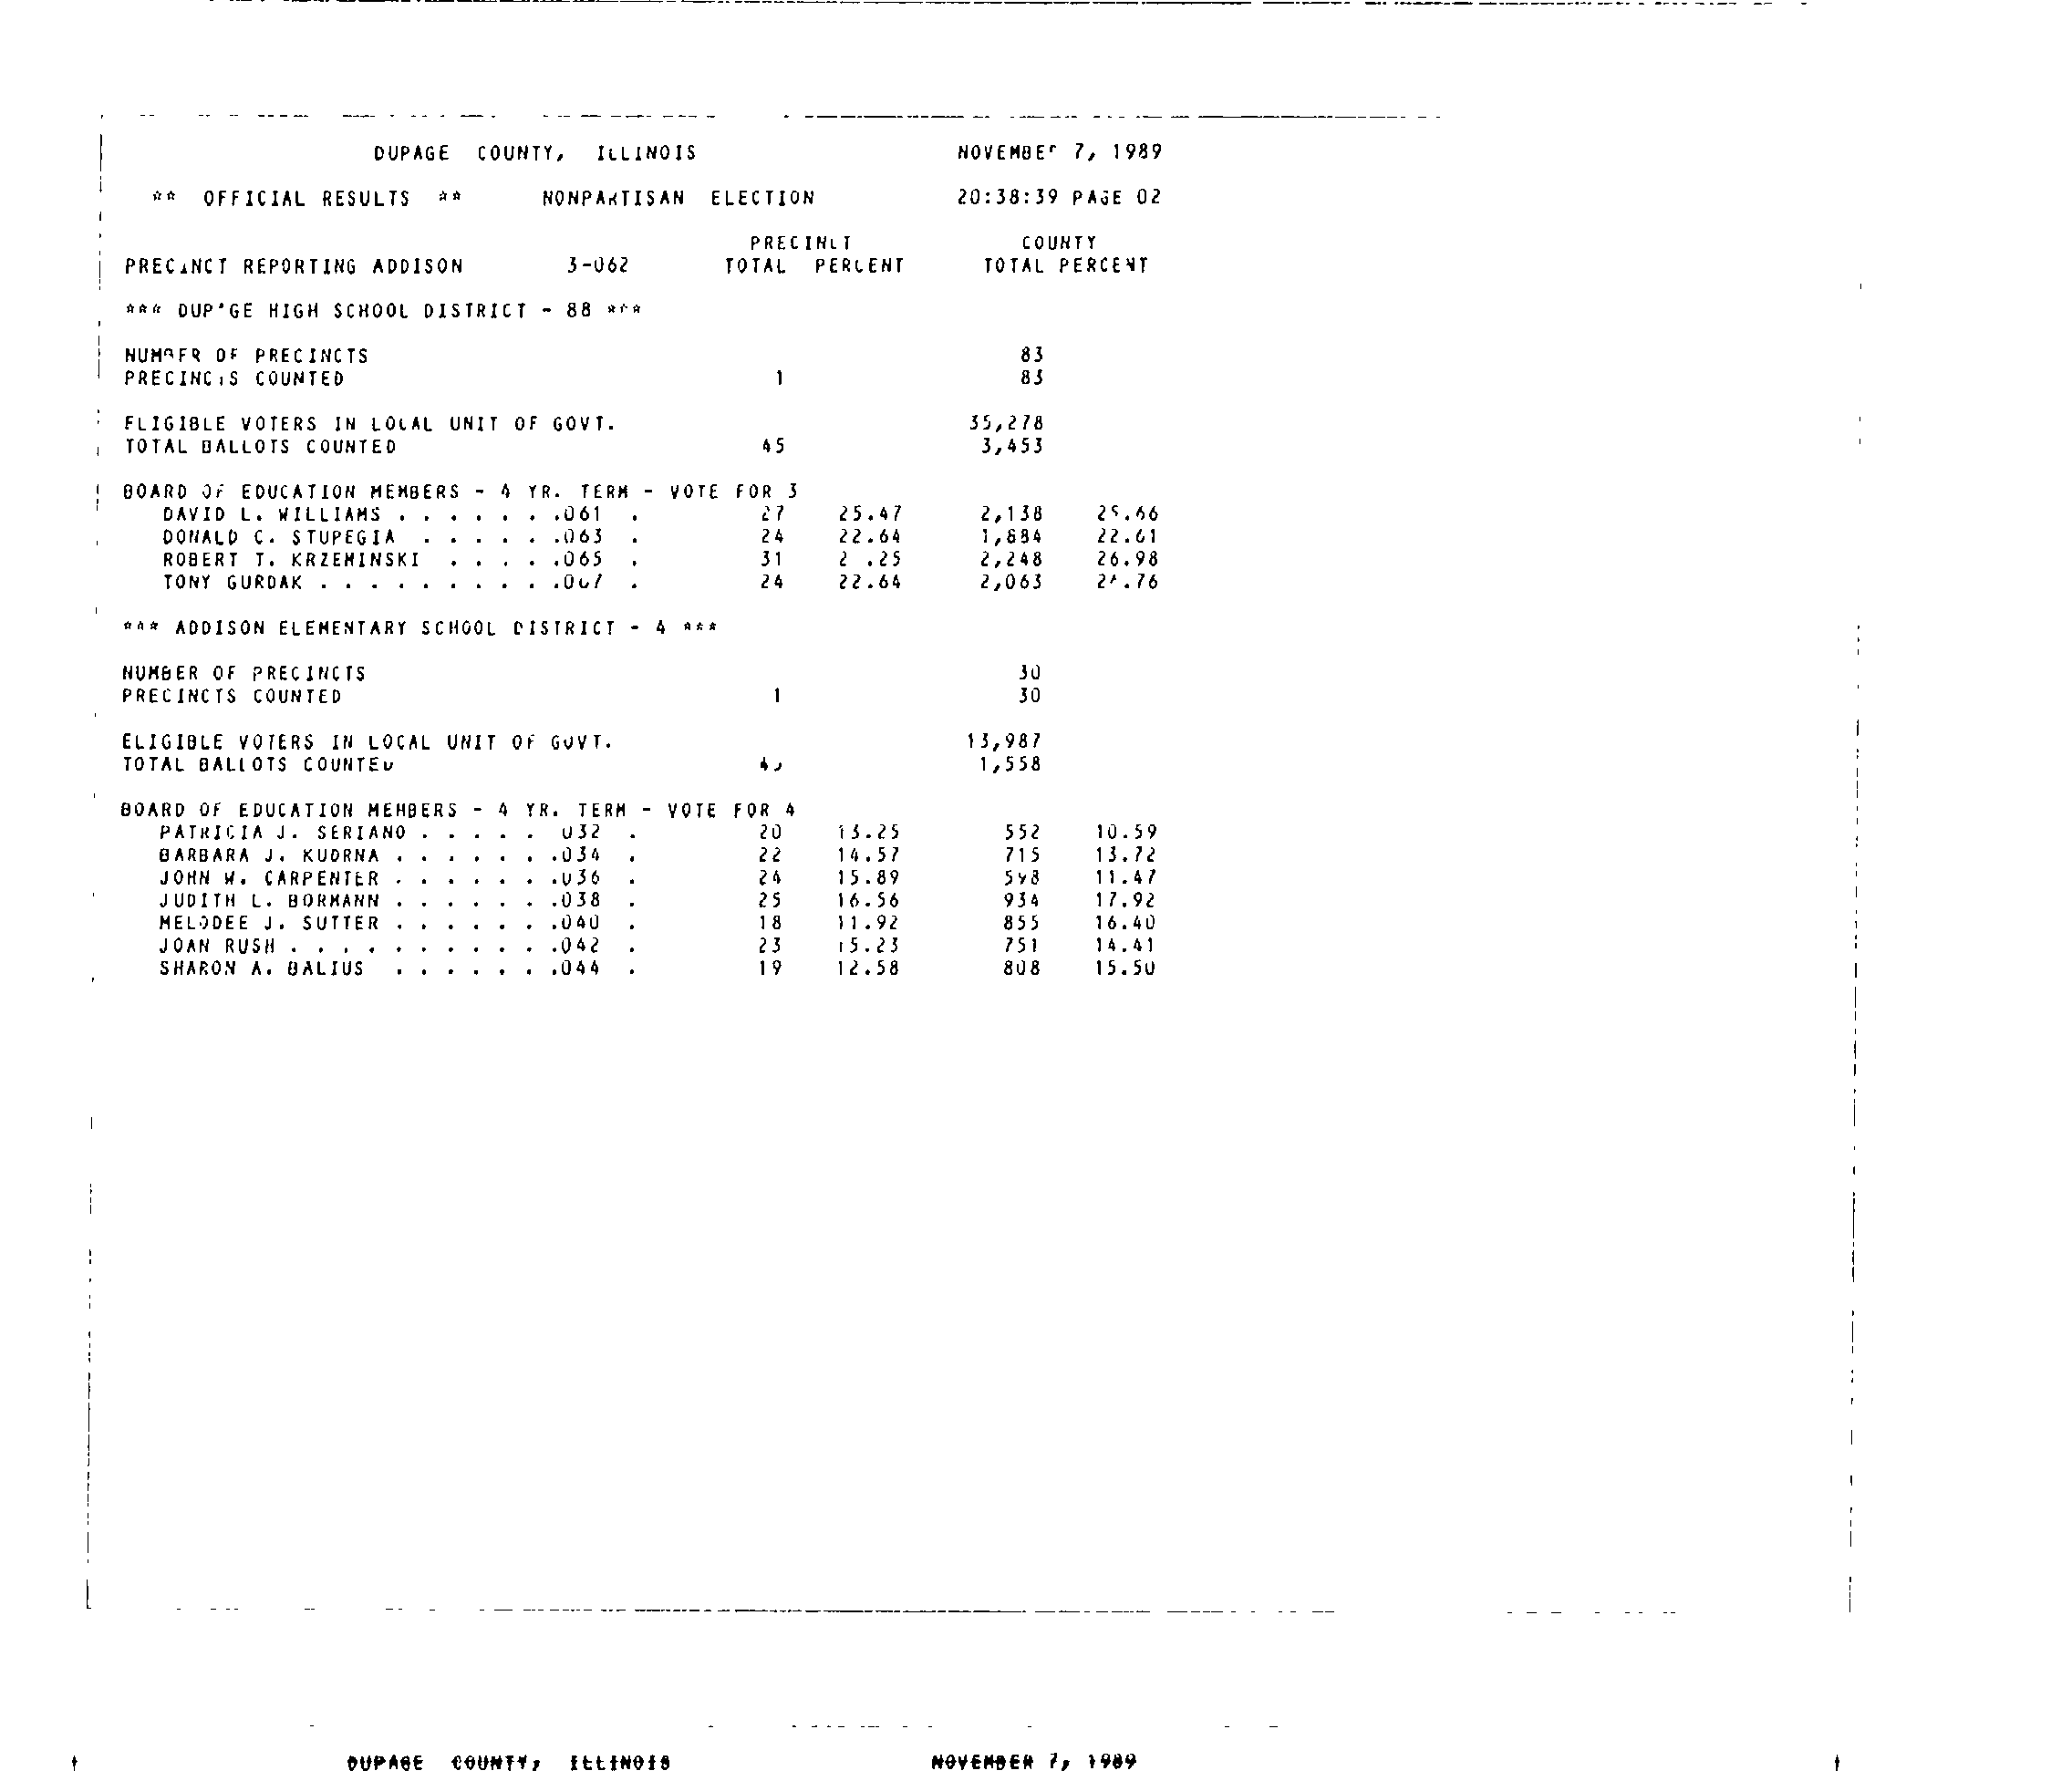 DUPAGE COUNTY, ILLINOIS NOVEMBER 7, 1989
** OFFICIAL RESULTS ** NONPARTISAN ELECTION 20:38:39 PAGE 02
PRECINCT COUNTY
PRECINCT REPORTING ADDISON 3-062 TOTAL PERCENT TOTAL PERCENT
*** DUPAGE HIGH SCHOOL DISTRICT - 88 ***
NUMBER OF PRECINCTS 83
PRECINCTS COUNTED 1 83
ELIGIBLE VOTERS IN LOCAL UNIT OF GOVT. 35,278
TOTAL BALLOTS COUNTED 45 3,453
BOARD OF EDUCATION MEMBERS - 4 YR. TERM - VOTE FOR 3
DAVID L. WILLIAMS . . . . . . .061 . 27 25.47 2,138 25.66
DONALD C. STUPEGIA . . . . . .063 . 24 22.64 1,884 22.61
ROBERT T. KRZEMINSKI . . . . .065 . 31 2,248 26.98
TONY GURDAK . . . . . . . . . .067 . 24 22.64 2,063 24.76
*** ADDISON ELEMENTARY SCHOOL DISTRICT - 4 ***
NUMBER OF PRECINCTS 30
PRECINCTS COUNTED 1 30
ELIGIBLE VOTERS IN LOCAL UNIT OF GOVT. 13,987
TOTAL BALLOTS COUNTED 1,558
BOARD OF EDUCATION MEMBERS - 4 YR. TERM - VOTE FOR 4
PATRICIA J. SERIANO . . . . . 032 . 20 13.25 552 10.59
BARBARA J. KUDRNA . . . . . . .034 . 22 14.57 715 13.72
JOHN W. CARPENTER . . . . . . .036 . 24 15.89 598 11.47
JUDITH L. BORMANN . . . . . . .038 . 25 16.56 934 17.92
MELODEE J. SUTTER . . . . . . .040 . 18 11.92 855 16.40
JOAN RUSH . . . . . . . . . . .042 . 23 15.23 751 14.41
SHARON A. BALIUS . . . . . . .044 . 19 12.58 808 15.50
DUPAGE COUNTY, ILLINOIS NOVEMBER 7, 1989